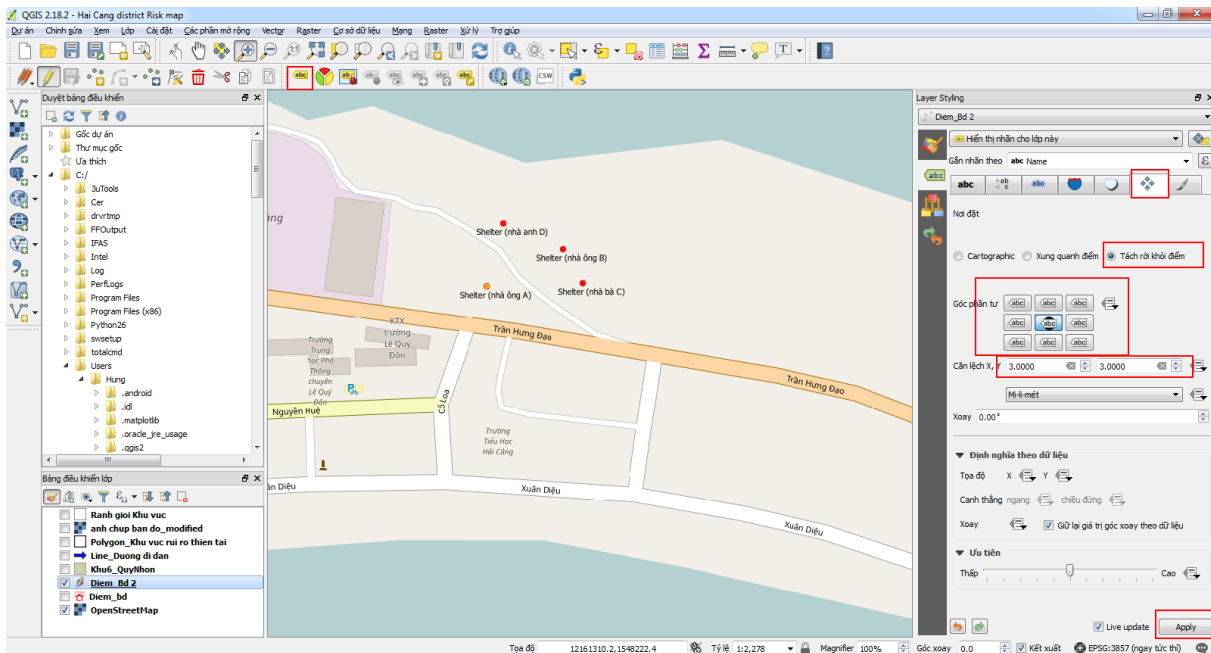 QGIS 2.18.2 - Hai Cang district Risk map
Dự án Chỉnh sửa Xem Lớp Cài đặt Các phần mở rộng Vector Raster Cơ sở dữ liệu Mạng Raster Xử lý Trợ giúp
Duyệt bảng điều khiển
Gốc dự án
Thư mục gốc
Ưa thích
C:/
3uTools
Cer
drvrtmp
FFOutput
IFAS
Intel
Log
PerfLogs
Program Files
Program Files (x86)
Python26
swsetup
totalcmd
Users
Hung
.android
.idl
.matplotlib
.oracle_jre_usage
.qgis2
Bảng điều khiển lớp
Ranh gioi Khu vuc
anh chup ban do_modified
Polygon_Khu vuc rui ro thien tai
Line_Duong di dan
Khu6_QuyNhon
Diem_Bd 2
Diem_bd
OpenStreetMap
Shelter (nhà anh D)
Shelter (nhà ông B)
Shelter (nhà ông A)
Shelter (nhà bà C)
KTX
trường
Lê Quý
Đôn
Trần Hưng Đạo
Trần Hưng Đạo
Trường
Trung
học Phổ
Thông
chuyên
Lê Quý
Đôn
Nguyễn Huệ
Cổ Loa
Trường
Tiểu Học
Hải Cảng
Xuân Diệu
Xuân Diệu
Layer Styling
Diem_Bd 2
Hiển thị nhãn cho lớp này
Gắn nhãn theo abc Name
Nơi đặt
Cartographic Xung quanh điểm Tách rời khỏi điểm
Góc phần tư
abc abc abc
abc abc abc
abc abc abc
Căn lệch X, Y 3.0000 3.0000
Mi-li-mét
Xoay 0.00°
Định nghĩa theo dữ liệu
Tọa độ X Y
Canh thẳng ngang chiều đứng
Xoay Giữ lại giá trị góc xoay theo dữ liệu
Ưu tiên
Thấp Cao
Live update Apply
Tọa độ 12161310.2,1548222.4 Tỷ lệ 1:2,278 Magnifier 100% Góc xoay 0.0 Kết xuất EPSG:3857 (ngay tức thì)